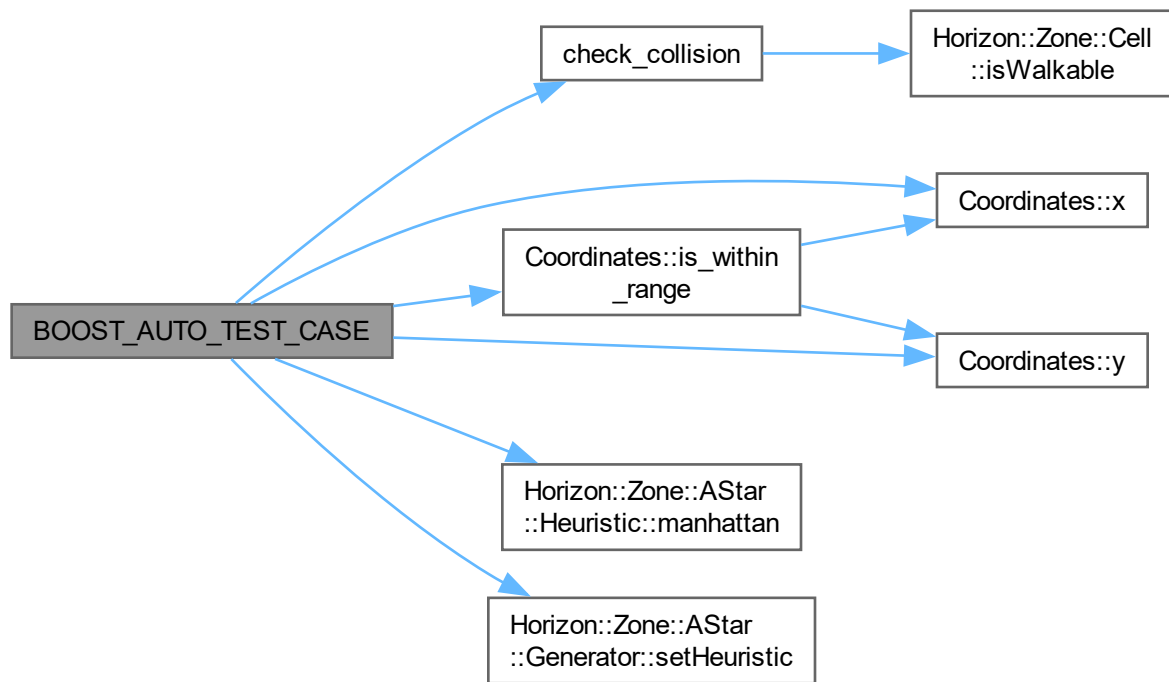 check_collision
Horizon::Zone::Cell
::isWalkable
Coordinates::x
Coordinates::is_within
_range
BOOST_AUTO_TEST_CASE
Coordinates::y
Horizon::Zone::AStar
::Heuristic::manhattan
Horizon::Zone::AStar
::Generator::setHeuristic